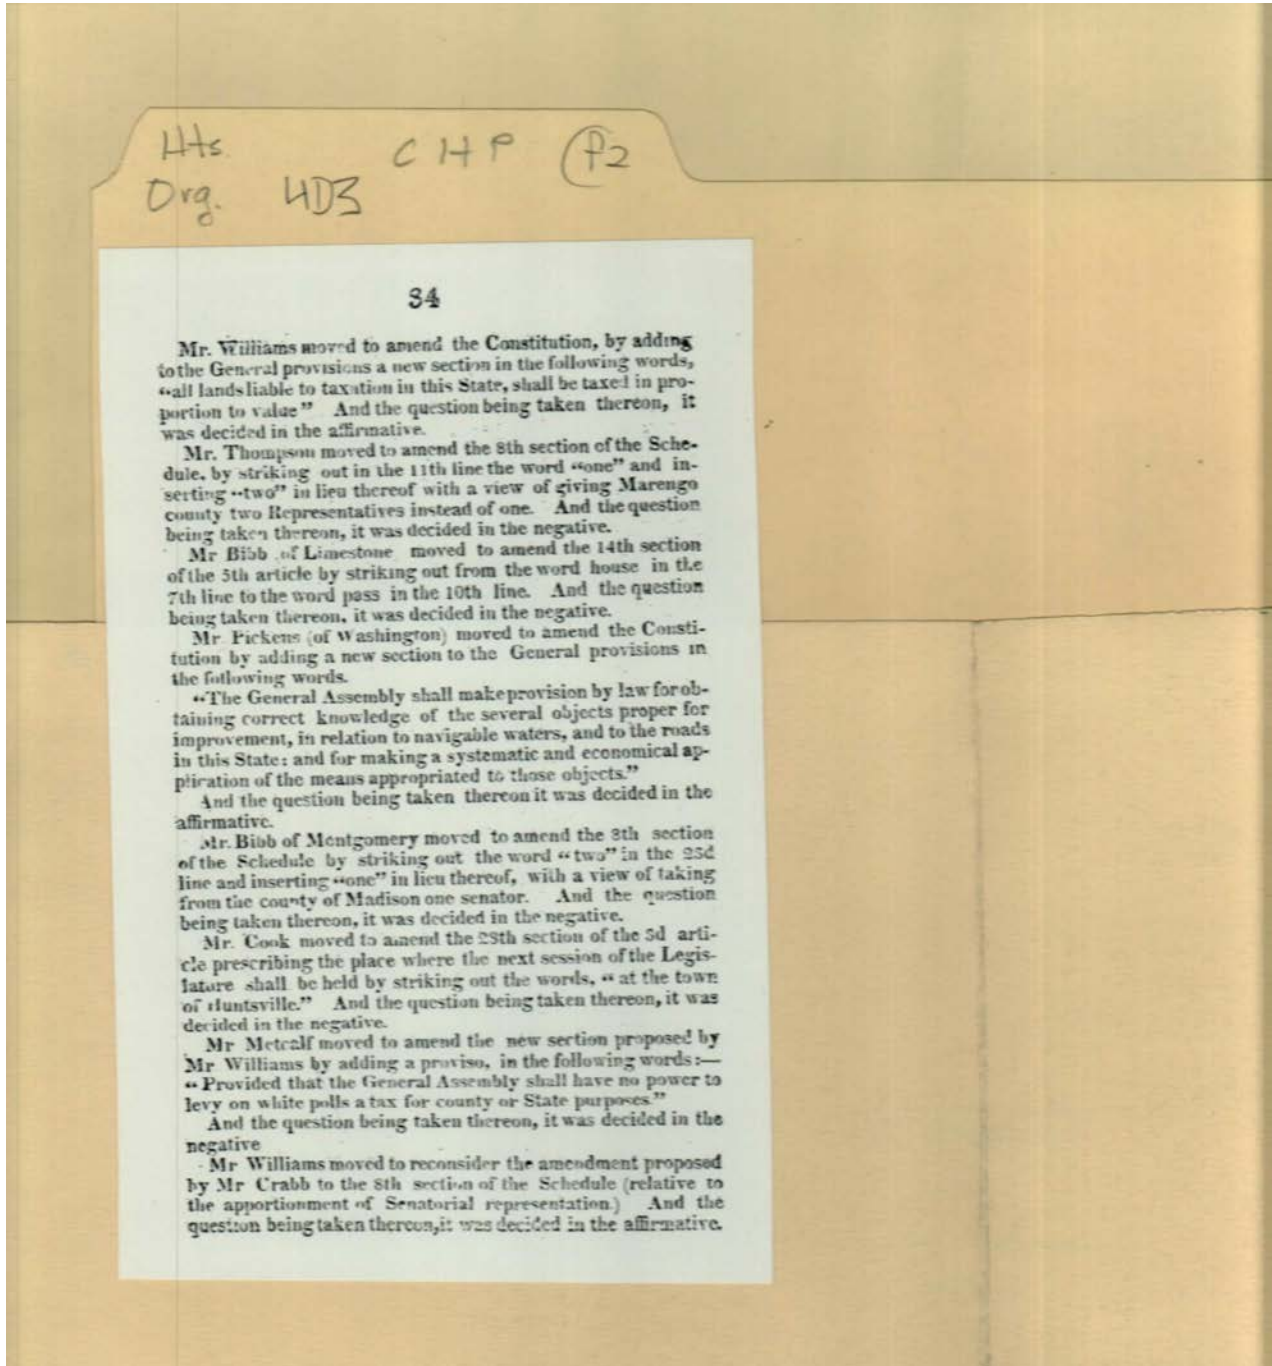 Hts. CHP P2
Org. HD3
34
Mr. Williams moved to amend the Constitution, by adding
to the General provisions a new section in the following words,
“all lands liable to taxation in this State, shall be taxed in pro-
portion to value” And the question being taken thereon, it
was decided in the affirmative.
Mr. Thompson moved to amend the 8th section of the Sche-
dule, by striking out in the 11th line the word “one” and in-
serting “two” in lieu thereof with a view of giving Marengo
county two Representatives instead of one. And the question
being taken thereon, it was decided in the negative.
Mr Bibb of Limestone moved to amend the 14th section
of the 5th article by striking out from the word house in the
7th line to the word pass in the 10th line. And the question
being taken thereon, it was decided in the negative.
Mr Pickens (of Washington) moved to amend the Consti-
tution by adding a new section to the General provisions in
the following words.
“The General Assembly shall make provision by law for ob-
taining correct knowledge of the several objects proper for
improvement, in relation to navigable waters, and to the roads
in this State: and for making a systematic and economical ap-
plication of the means appropriated to those objects.”
And the question being taken thereon it was decided in the
affirmative.
Mr. Bibb of Montgomery moved to amend the 8th section
of the Schedule by striking out the word “two” in the 23d
line and inserting “one” in lieu thereof, with a view of taking
from the county of Madison one senator. And the question
being taken thereon, it was decided in the negative.
Mr. Cook moved to amend the 28th section of the 3d arti-
cle prescribing the place where the next session of the Legis-
lature shall be held by striking out the words, “at the town
of Huntsville.” And the question being taken thereon, it was
decided in the negative.
Mr Metcalf moved to amend the new section proposed by
Mr Williams by adding a proviso, in the following words:—
“Provided that the General Assembly shall have no power to
levy on white polls a tax for county or State purposes.”
And the question being taken thereon, it was decided in the
negative
Mr Williams moved to reconsider the amendment proposed
by Mr Crabb to the 8th section of the Schedule (relative to
the apportionment of Senatorial representation.) And the
question being taken thereon, it was decided in the affirmative.